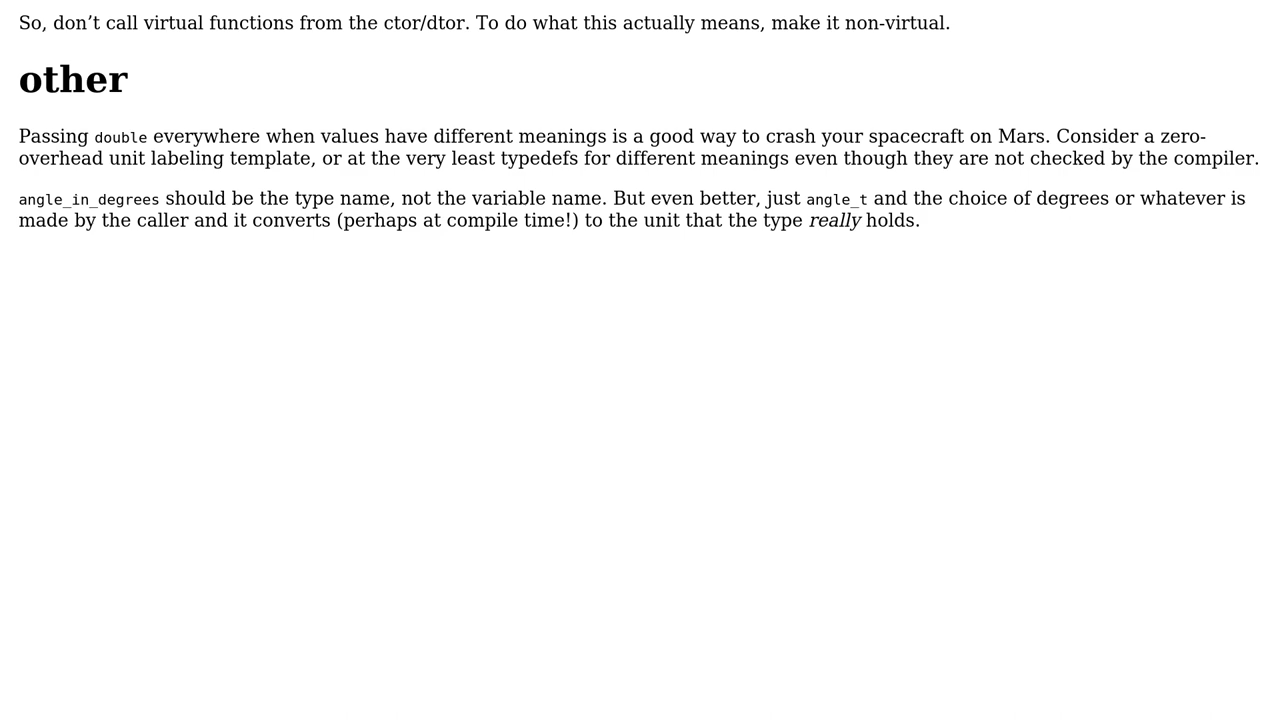 So, don’t call virtual functions from the ctor/dtor. To do what this actually means, make it non-virtual.
other
Passing double everywhere when values have different meanings is a good way to crash your spacecraft on Mars. Consider a zero-
overhead unit labeling template, or at the very least typedefs for different meanings even though they are not checked by the compiler.
angle_in_degrees should be the type name, not the variable name. But even better, just angle_t and the choice of degrees or whatever is
made by the caller and it converts (perhaps at compile time!) to the unit that the type really holds.